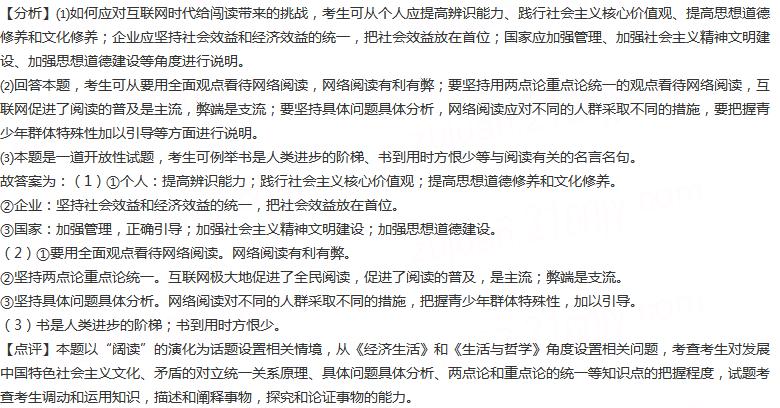 【分析】⑴如何应对互联网时代给阅读带来的挑战，考生可从个人应提高辨识能力、践行社会主义核心价值观、提高思想道德
修养和文化修养；企业应坚持社会效益和经济效益的统一，把社会效益放在首位；国家应加强管理、加强社会主义精神文明建
设、加强思想道德建设等角度进行说明。
⑵回答本题，考生可从要用全面观点看待网络阅读，网络阅读有利有弊；要坚持用两点论重点论统一的观点看待网络阅读，互
联网促进了阅读的普及是主流，弊端是支流；要坚持具体问题具体分析，网络阅读应对不同的人群采取不同的措施，要把握青
少年群体特殊性加以引导等方面进行说明。
⑶本题是一道开放性试题，考生可例举书是人类进步的阶梯、书到用时方恨少等与阅读有关的名言名句。
故答案为：（1）①个人：提高辨识能力；践行社会主义核心价值观；提高思想道德修养和文化修养。
②企业：坚持社会效益和经济效益的统一，把社会效益放在首位。
③国家：加强管理，正确引导；加强社会主义精神文明建设；加强思想道德建设。
（2）①要用全面观点看待网络阅读。网络阅读有利有弊。
②坚持两点论重点论统一。互联网极大地促进了全民阅读，促进了阅读的普及，是主流；弊端是支流。
③坚持具体问题具体分析。网络阅读对不同的人群采取不同的措施，把握青少年群体特殊性，加以引导。
（3）书是人类进步的阶梯；书到用时方恨少。
【点评】本题以“阔读”的演化为话题设置相关情境，从《经济生活》和《生活与哲学》角度设置相关问题，考查考生对发展
中国特色社会主义文化、矛盾的对立统一关系原理、具体问题具体分析、两点论和重点论的统一等知识点的把握程度，试题考
查考生调动和运用知识，描述和阐释事物，探究和论证事物的能力。